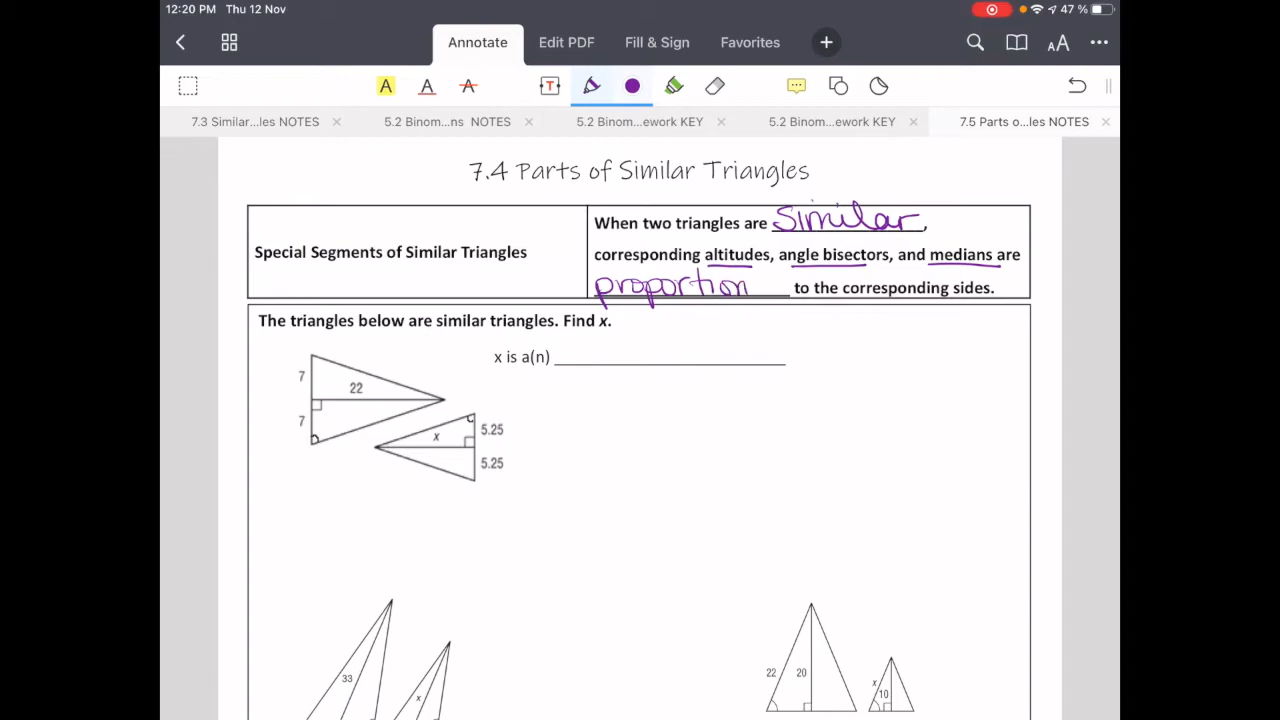 12:20 PM Thu 12 Nov 47 %
Annotate Edit PDF Fill & Sign Favorites
A A A T AA
7.3 Similar...les NOTES 5.2 Binom...ns NOTES 5.2 Binom...ework KEY 5.2 Binom...ework KEY 7.5 Parts o...les NOTES
7.4 Parts of Similar Triangles
Special Segments of Similar Triangles
When two triangles are Similar,
corresponding altitudes, angle bisectors, and medians are
proportion to the corresponding sides.
The triangles below are similar triangles. Find x.
x is a(n)
7
22
7
x
5.25
5.25
33
x
22
20
x
10